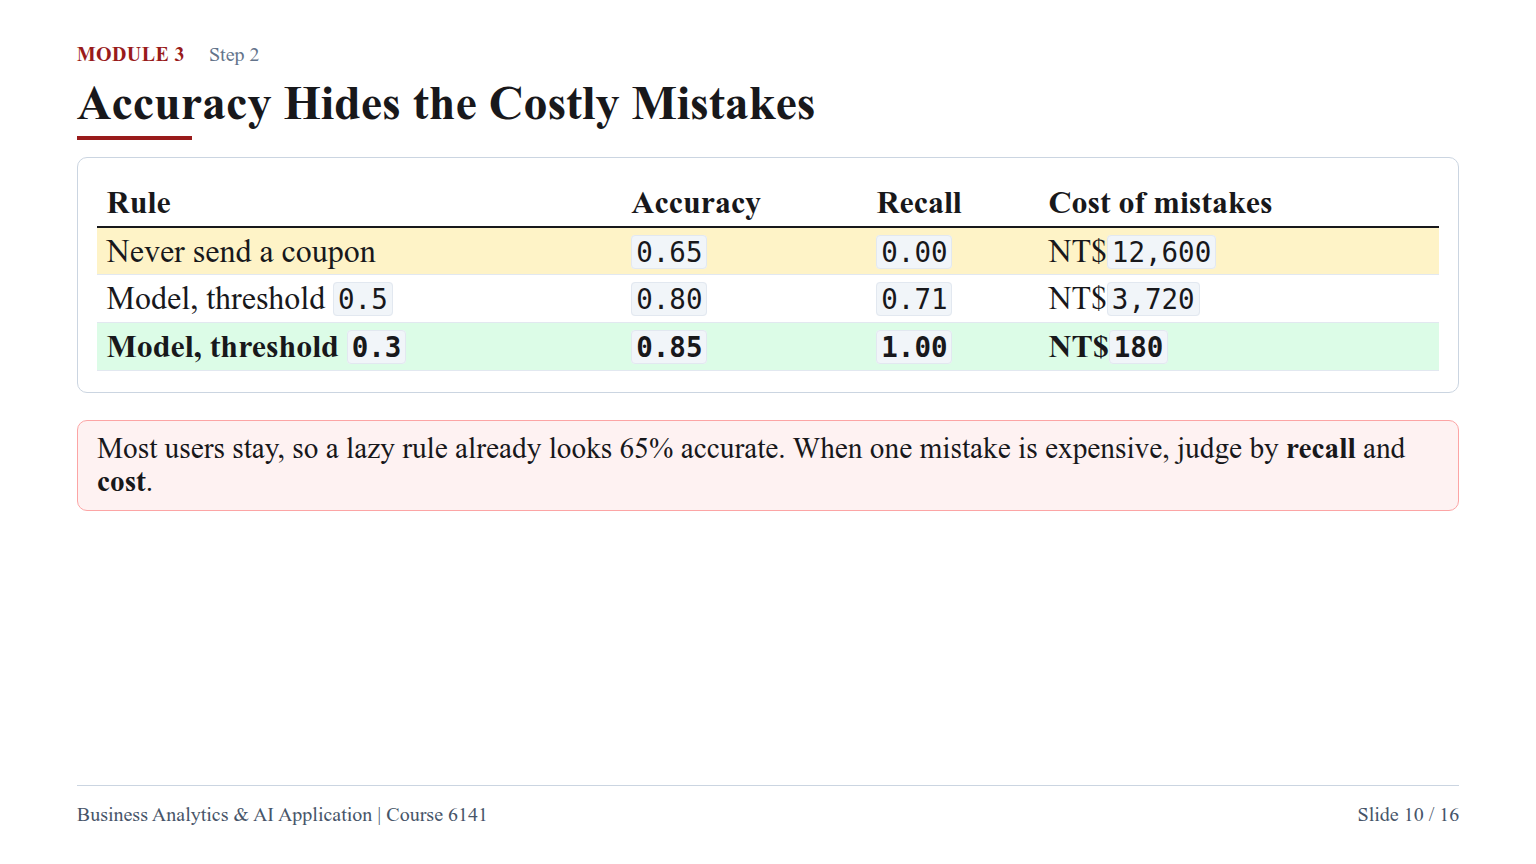 MODULE 3 Step 2
Accuracy Hides the Costly Mistakes
Rule Accuracy Recall Cost of mistakes
Never send a coupon 0.65 0.00 NT$12,600
Model, threshold 0.5 0.80 0.71 NT$3,720
Model, threshold 0.3 0.85 1.00 NT$180
Most users stay, so a lazy rule already looks 65% accurate. When one mistake is expensive, judge by recall and
cost.
Business Analytics & AI Application | Course 6141 Slide 10 / 16